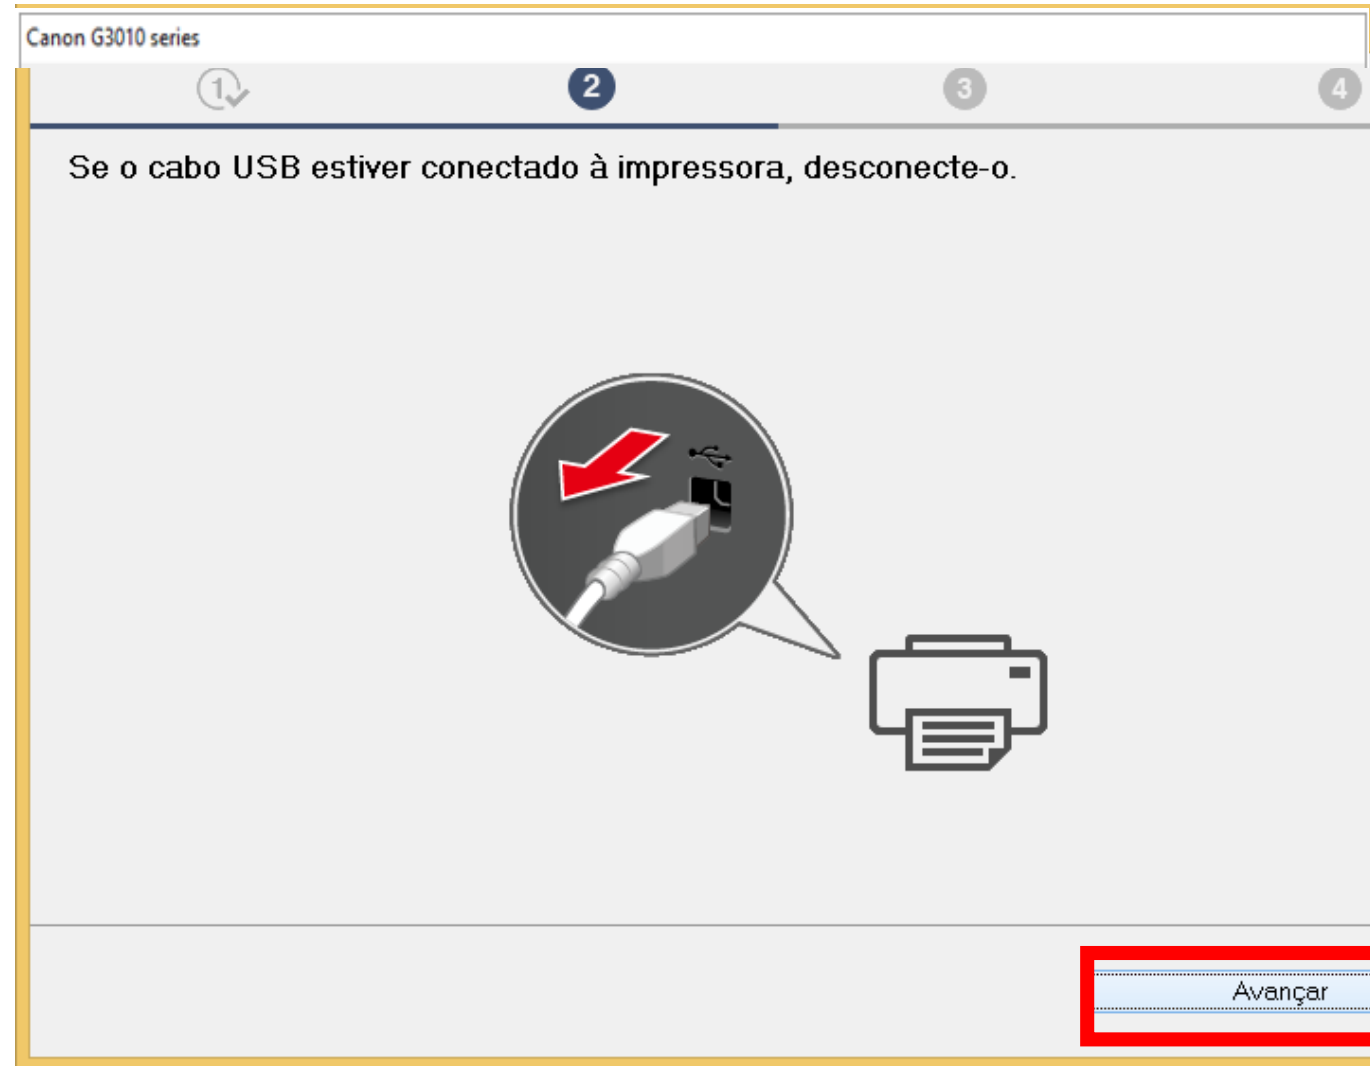 Canon G3010 series
1 2 3 4
Se o cabo USB estiver conectado à impressora, desconecte-o.
Avançar